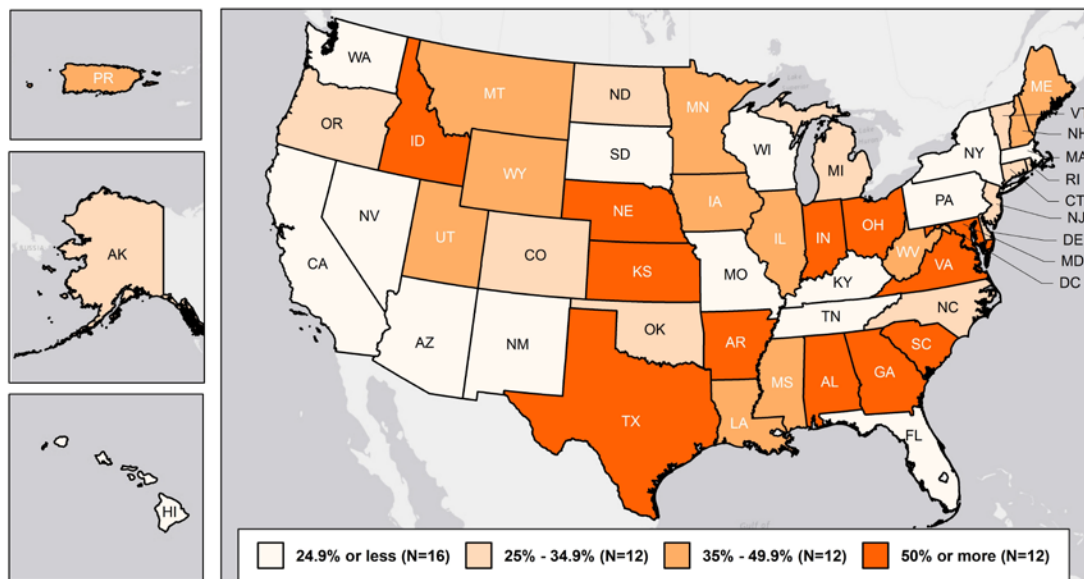 PR
AK
HI
WA
OR
CA
NV
ID
MT
WY
UT
AZ
CO
NM
ND
SD
NE
KS
OK
TX
MN
IA
MO
AR
LA
WI
IL
MS
MI
IN
OH
KY
TN
AL
GA
FL
SC
NC
VA
WV
PA
NY
ME
V
NH
MA
RI
CT
NJ
DE
MD
DC
24.9% or less (N=16)
25% - 34.9% (N=12)
35% - 49.9% (N=12)
50% or more (N=12)